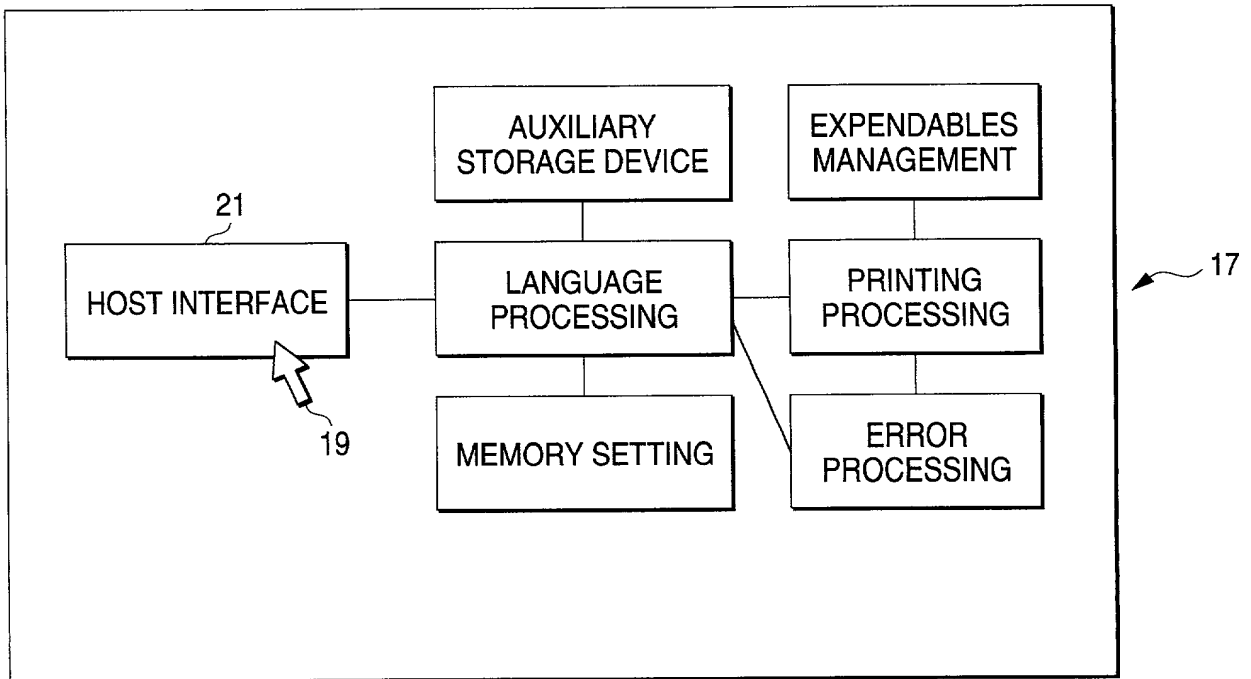 AUXILIARY
STORAGE DEVICE
EXPENDABLES
MANAGEMENT
21
HOST INTERFACE
LANGUAGE
PROCESSING
PRINTING
PROCESSING
17
19
MEMORY SETTING
ERROR
PROCESSING